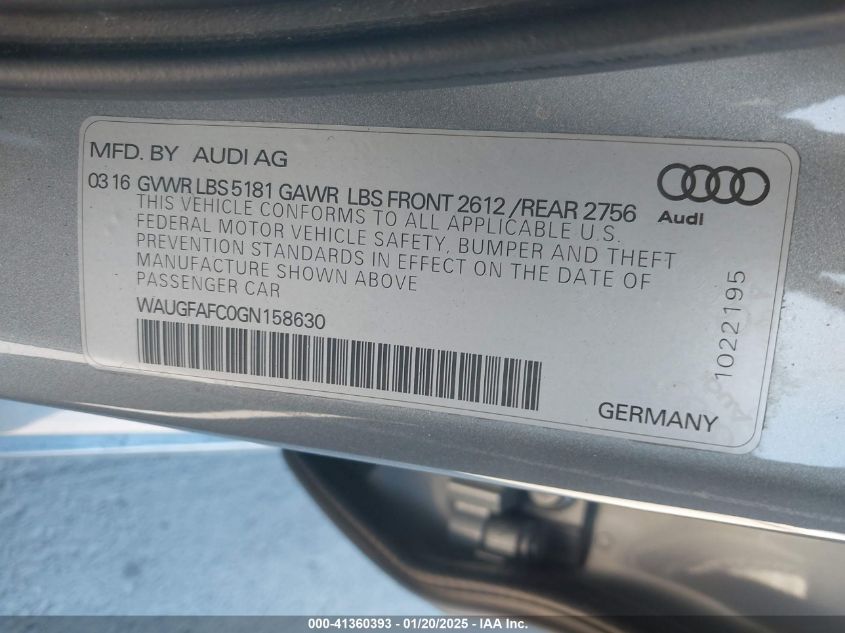 MFD. BY AUDI AG
03 16 GVWR LBS 5181 GAWR LBS FRONT 2612 /REAR 2756
THIS VEHICLE CONFORMS TO ALL APPLICABLE U.S.
FEDERAL MOTOR VEHICLE SAFETY, BUMPER AND THEFT
PREVENTION STANDARDS IN EFFECT ON THE DATE OF
MANUFACTURE SHOWN ABOVE
PASSENGER CAR
WAUGFAFC0GN158630
Audi
1022195
GERMANY
000-41360393 - 01/20/2025 - IAA Inc.